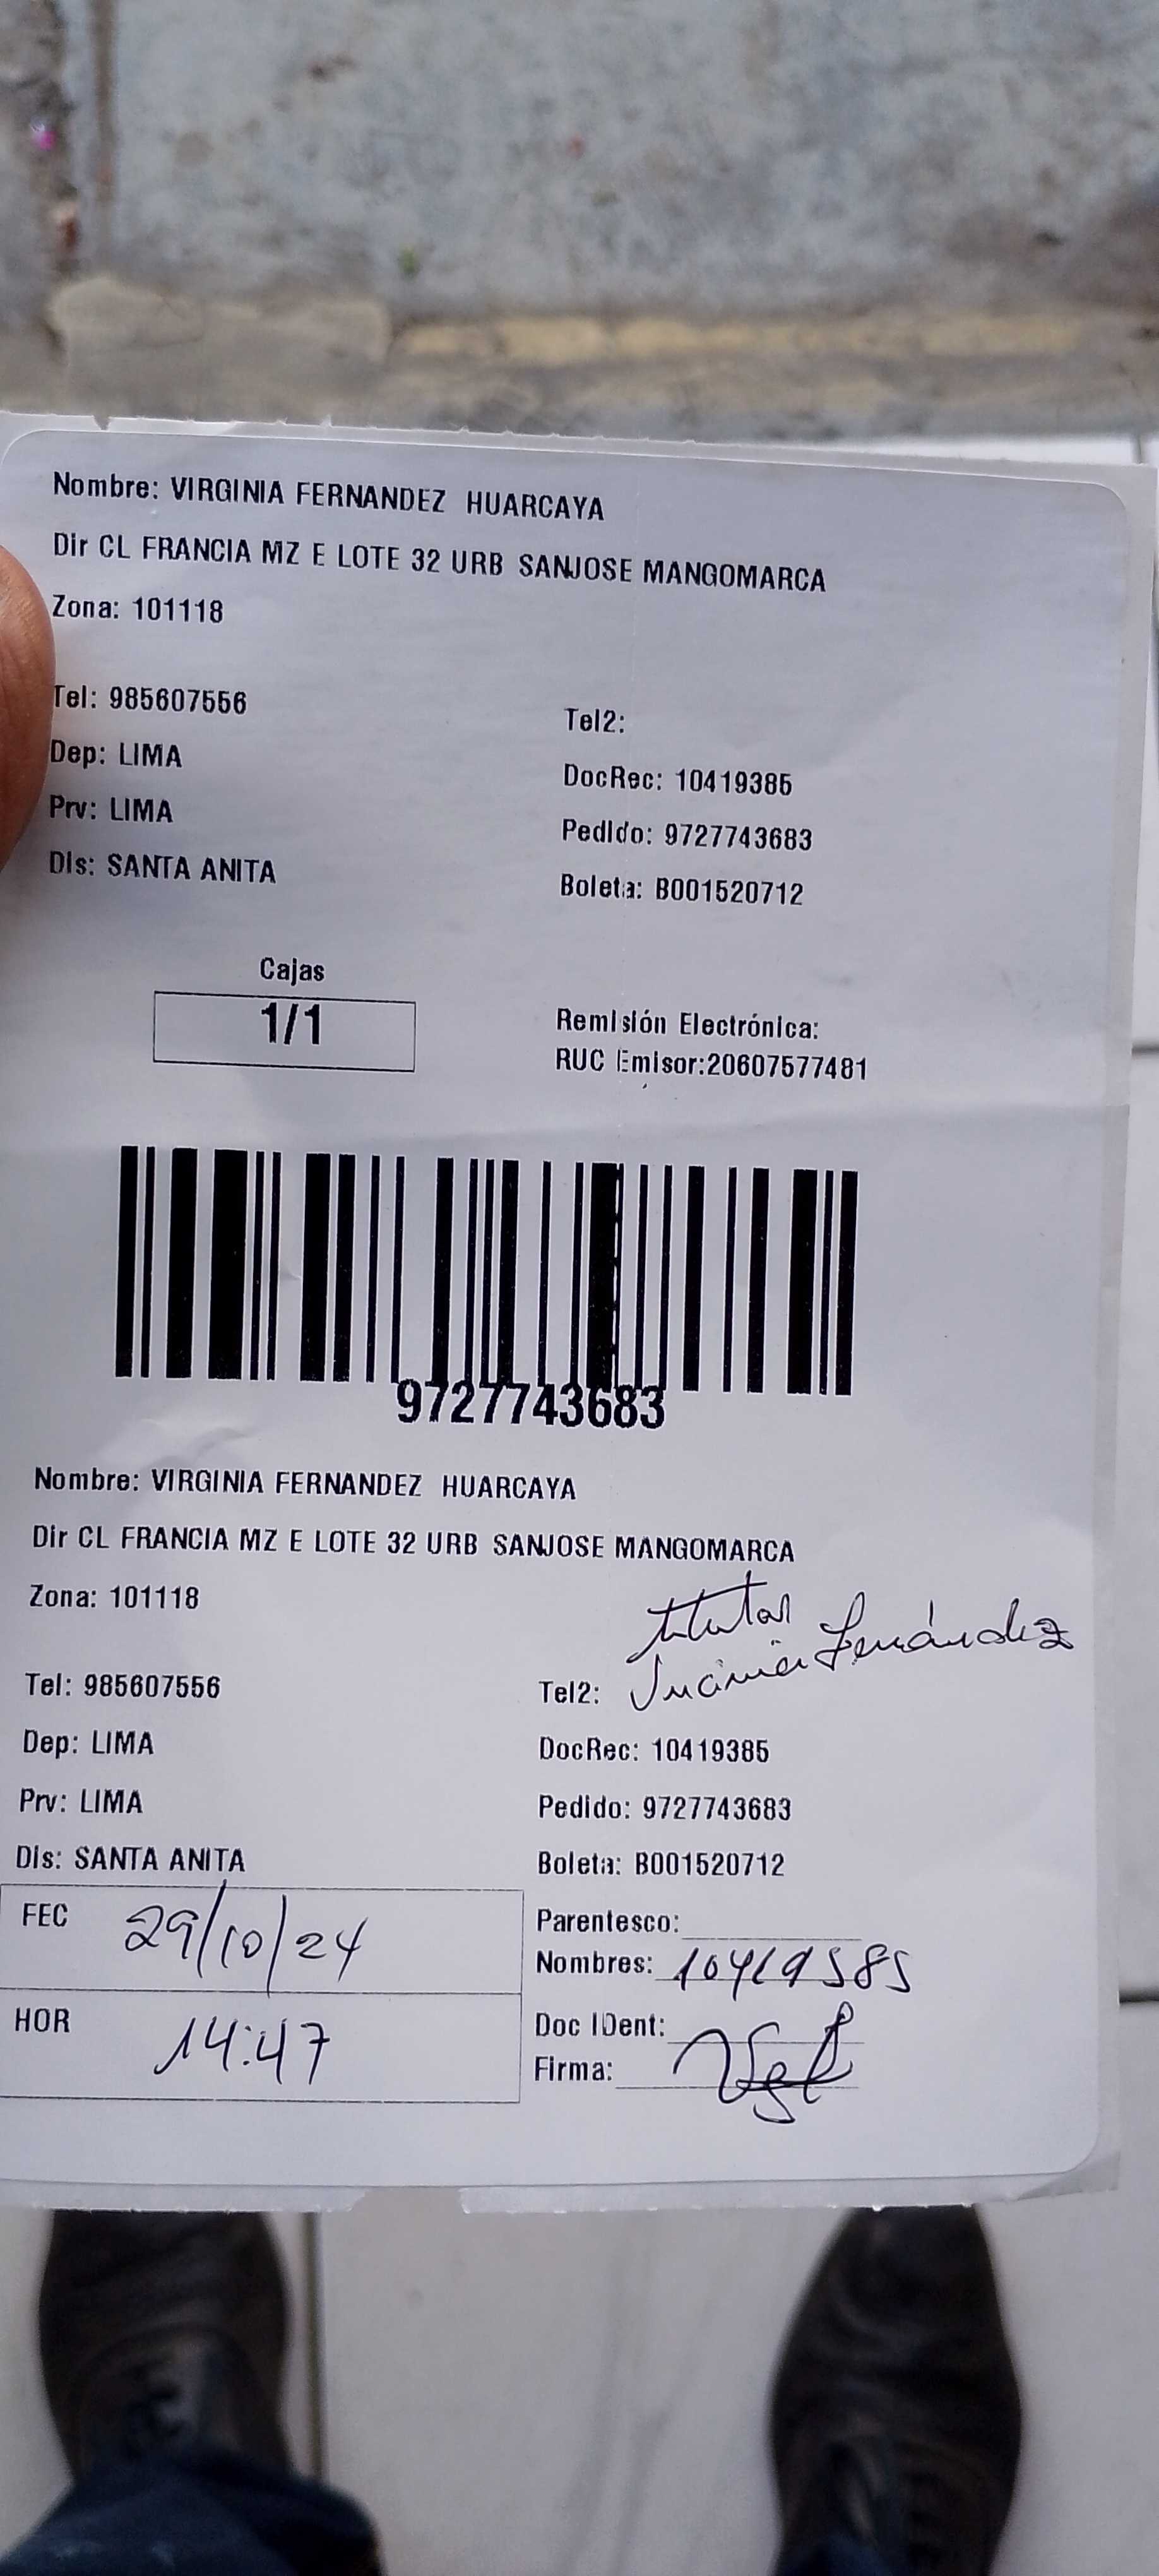 Nombre: VIRGINIA FERNANDEZ HUARCAYA
Dir CL FRANCIA MZ E LOTE 32 URB SANJOSE MANGOMARCA
Zona: 101118
Tel: 985607556
Tel2:
Dep: LIMA
DocRec: 10419385
Prv: LIMA
Pedido: 9727743683
Dis: SANTA ANITA
Boleta: B001520712
Cajas
1/1
Remisión Electrónica:
RUC Emisor:20607577481
9727743683
Nombre: VIRGINIA FERNANDEZ HUARCAYA
Dir CL FRANCIA MZ E LOTE 32 URB SANJOSE MANGOMARCA
Zona: 101118
titular
Fernández
Tel: 985607556
Tel2:
Dep: LIMA
DocRec: 10419385
Prv: LIMA
Pedido: 9727743683
Dis: SANTA ANITA
Boleta: B001520712
FEC 29/10/24
Parentesco:
Nombres: 10419385
HOR 14:47
Doc IDent:
Firma: